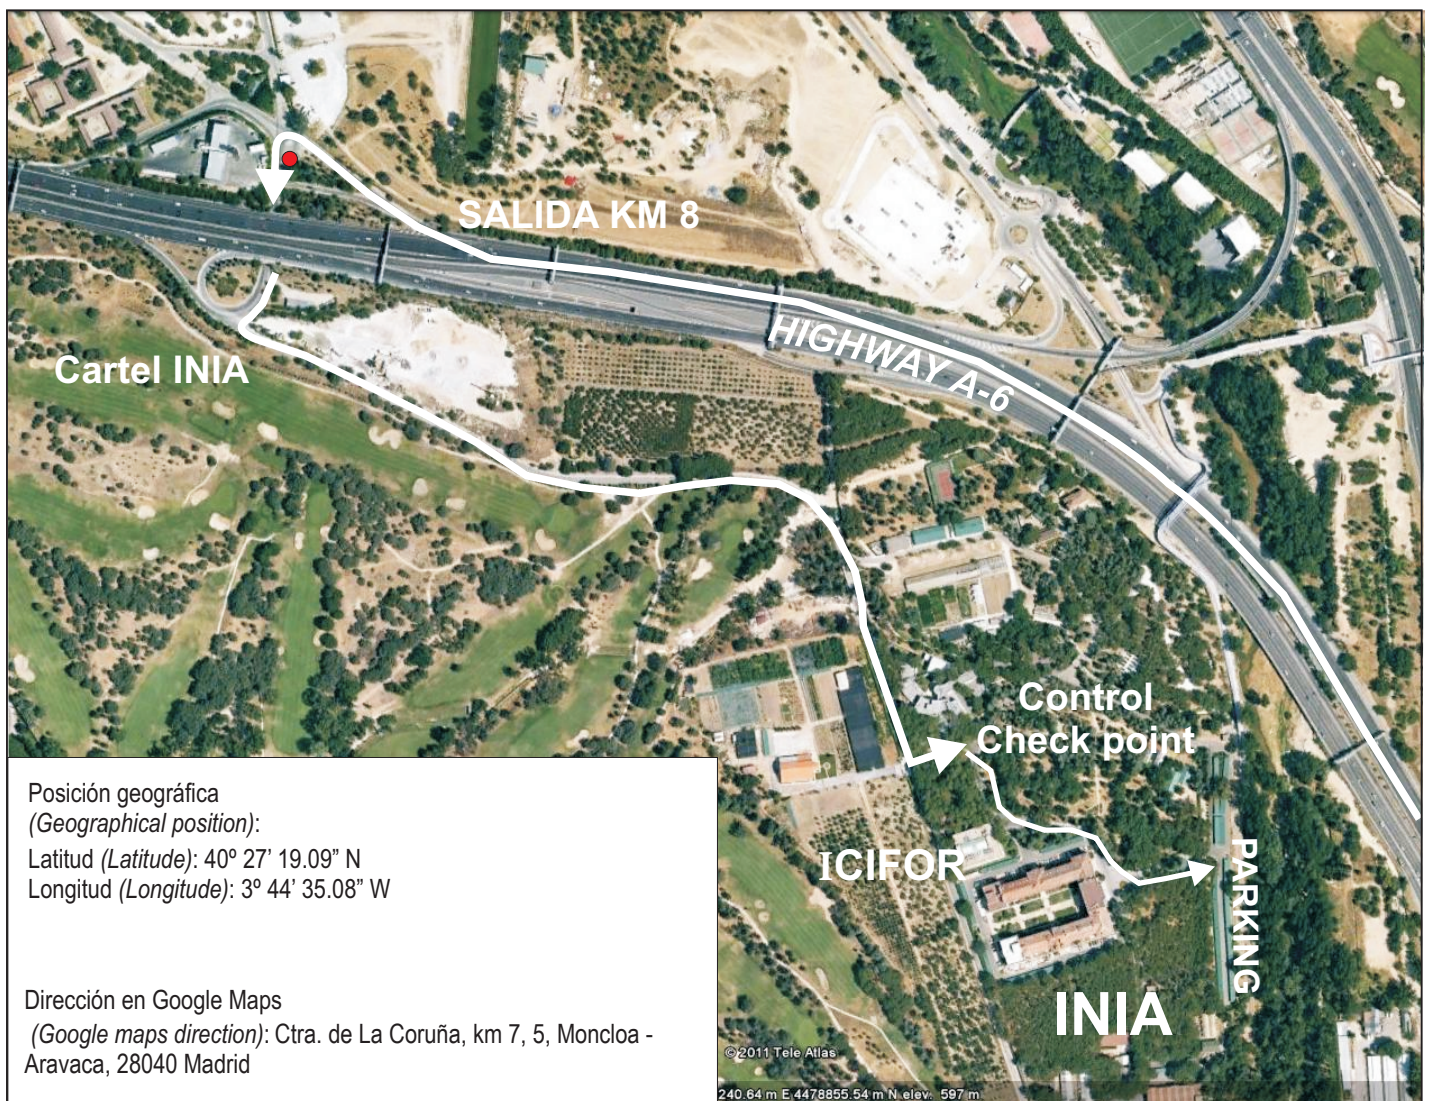 SALIDA KM 8
HIGHWAY A-6
Cartel INIA
Control
Check point
ICIFOR
PARKING
INIA
Posición geográfica
(Geographical position):
Latitud (Latitude): 40º 27’ 19.09” N
Longitud (Longitude): 3º 44’ 35.08” W
Dirección en Google Maps
(Google maps direction): Ctra. de La Coruña, km 7, 5, Moncloa -
Aravaca, 28040 Madrid
© 2011 Tele Atlas
240.64 m E 4478855.54 m N elev. 597 m